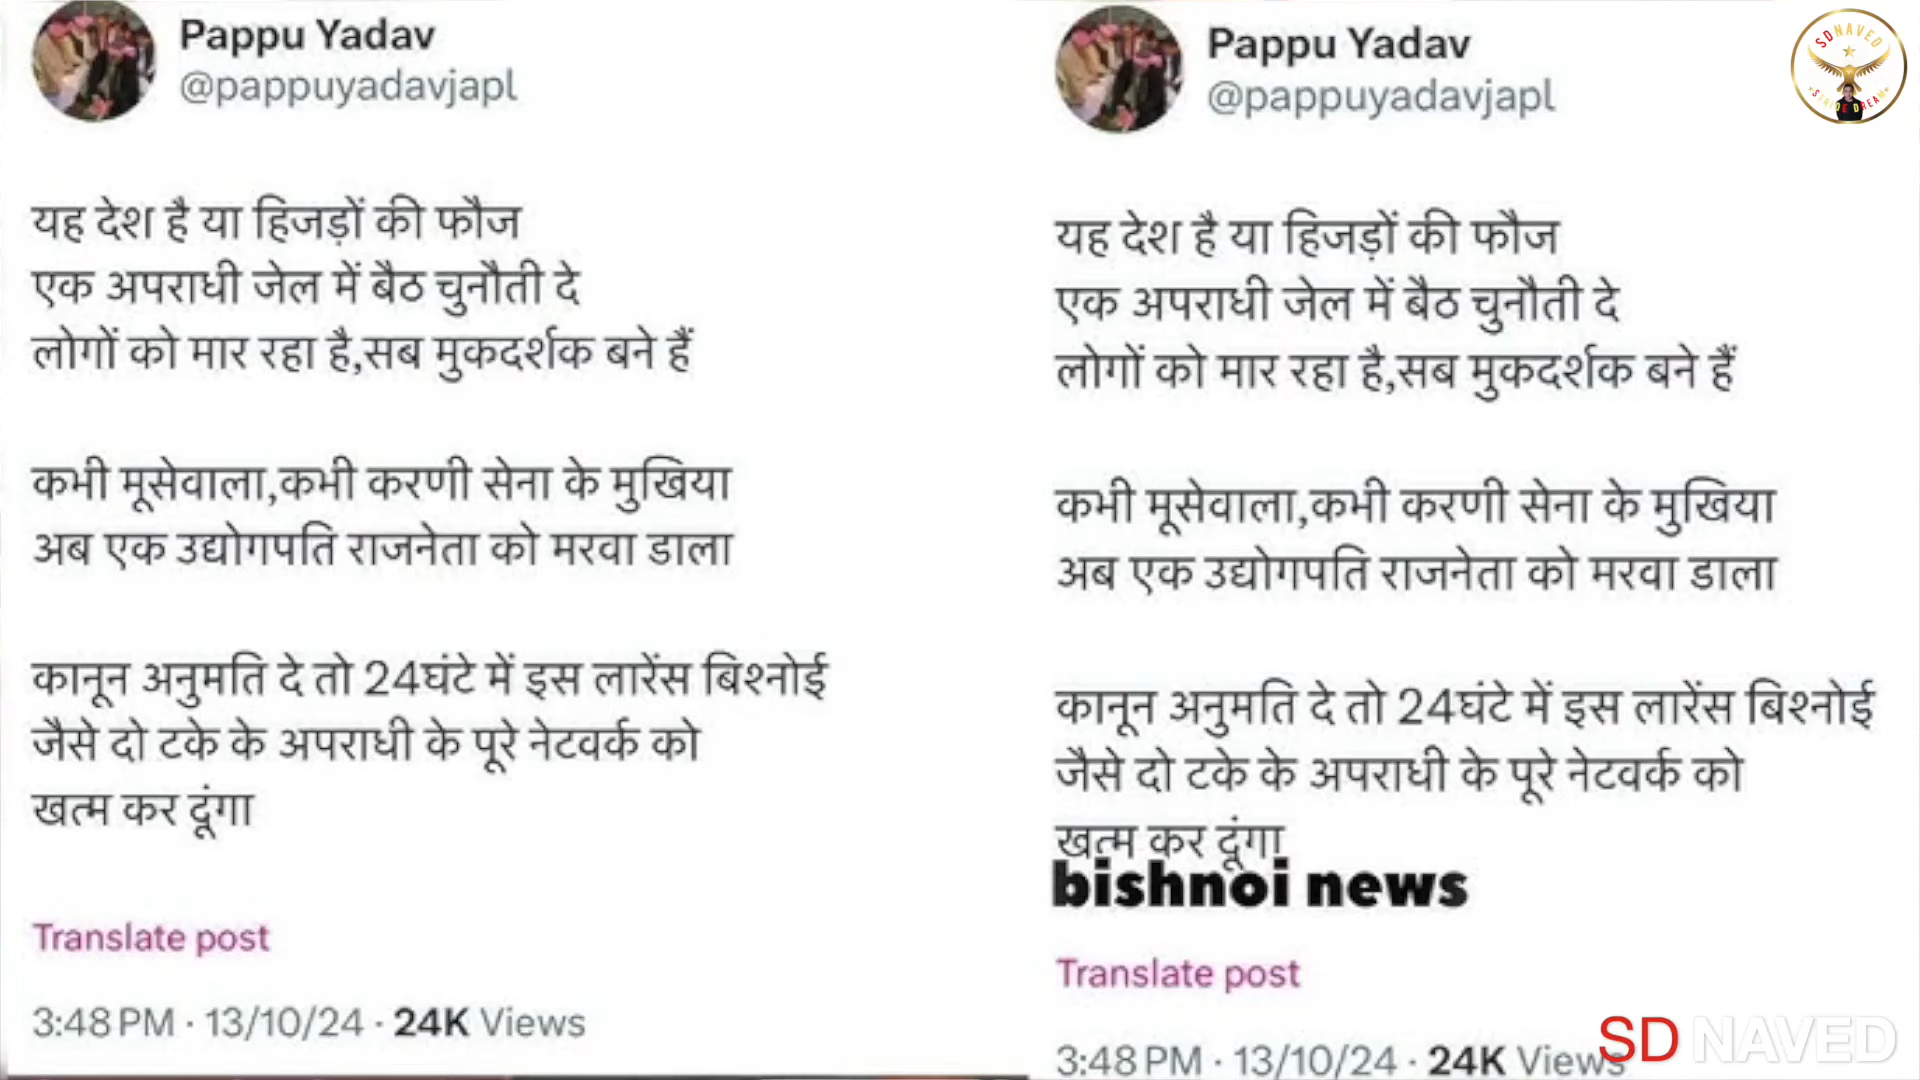 Pappu Yadav
@pappuyadavjapl
यह देश है या हिजड़ों की फौज
एक अपराधी जेल में बैठ चुनौती दे
लोगों को मार रहा है,सब मुकदर्शक बने हैं
कभी मूसेवाला,कभी करणी सेना के मुखिया
अब एक उद्योगपति राजनेता को मरवा डाला
कानून अनुमति दे तो 24घंटे में इस लारेंस बिश्नोई
जैसे दो टके के अपराधी के पूरे नेटवर्क को
खत्म कर दूंगा
Translate post
3:48 PM · 13/10/24 · 24K Views
Pappu Yadav
@pappuyadavjapl
यह देश है या हिजड़ों की फौज
एक अपराधी जेल में बैठ चुनौती दे
लोगों को मार रहा है,सब मुकदर्शक बने हैं
कभी मूसेवाला,कभी करणी सेना के मुखिया
अब एक उद्योगपति राजनेता को मरवा डाला
कानून अनुमति दे तो 24घंटे में इस लारेंस बिश्नोई
जैसे दो टके के अपराधी के पूरे नेटवर्क को
खत्म कर दूंगा
bishnoi news
Translate post
3:48 PM · 13/10/24 · 24K Views
SDNAVED
SD NAVED